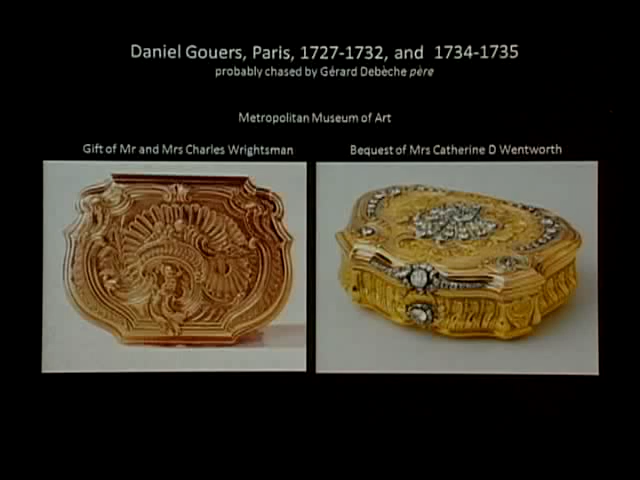 Daniel Gouers, Paris, 1727-1732, and 1734-1735
probably chased by Gérard Debèche père
Metropolitan Museum of Art
Gift of Mr and Mrs Charles Wrightsman
Bequest of Mrs Catherine D Wentworth